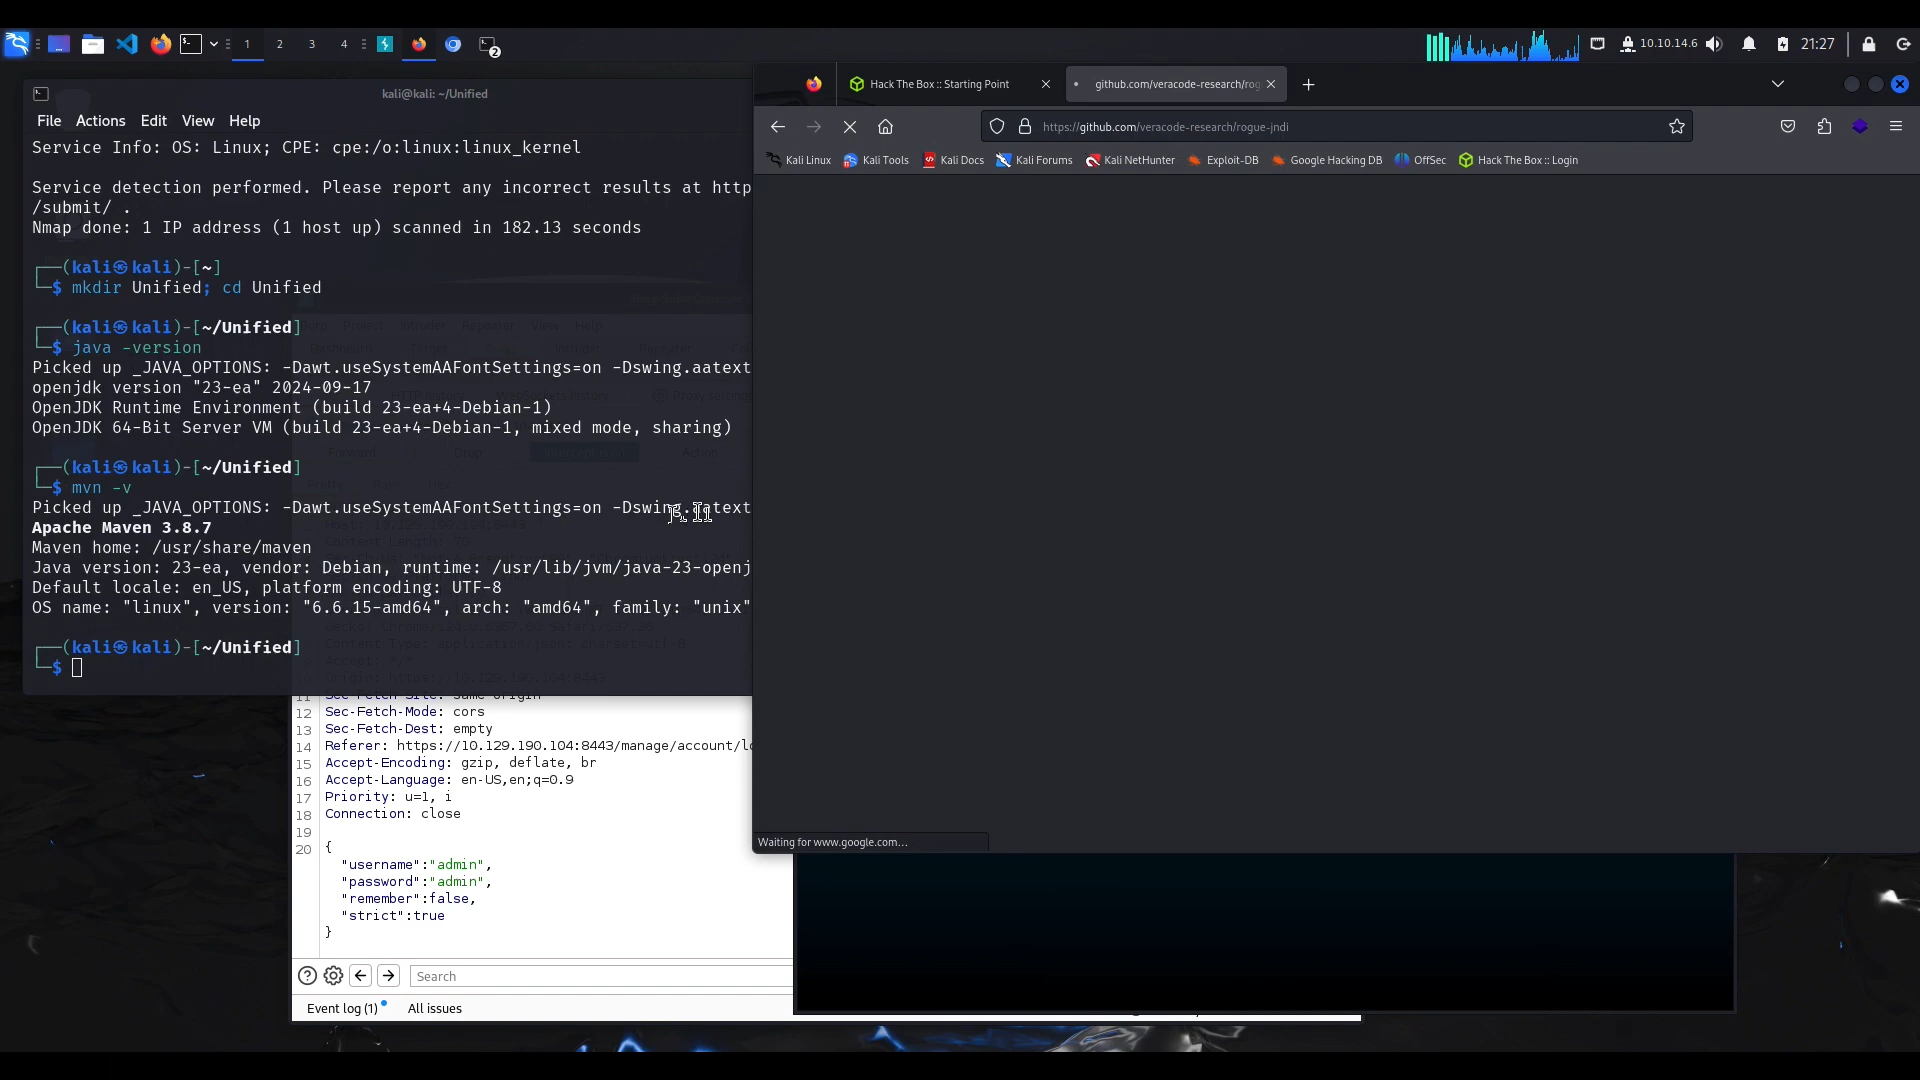 1
2
3
4
2
10.10.14.6
21:27
kali@kali: ~/Unified
File Actions Edit View Help
Service Info: OS: Linux; CPE: cpe:/o:linux:linux_kernel
Service detection performed. Please report any incorrect results at http
/submit/ .
Nmap done: 1 IP address (1 host up) scanned in 182.13 seconds
┌──(kali㉿kali)-[~]
└─$ mkdir Unified; cd Unified
┌──(kali㉿kali)-[~/Unified]
└─$ java -version
Picked up _JAVA_OPTIONS: -Dawt.useSystemAAFontSettings=on -Dswing.aatext
openjdk version "23-ea" 2024-09-17
OpenJDK Runtime Environment (build 23-ea+4-Debian-1)
OpenJDK 64-Bit Server VM (build 23-ea+4-Debian-1, mixed mode, sharing)
┌──(kali㉿kali)-[~/Unified]
└─$ mvn -v
Picked up _JAVA_OPTIONS: -Dawt.useSystemAAFontSettings=on -Dswing.aatext
Apache Maven 3.8.7
Maven home: /usr/share/maven
Java version: 23-ea, vendor: Debian, runtime: /usr/lib/jvm/java-23-openj
Default locale: en_US, platform encoding: UTF-8
OS name: "linux", version: "6.6.15-amd64", arch: "amd64", family: "unix"
┌──(kali㉿kali)-[~/Unified]
└─$
11 Sec-Fetch-Site: same-origin
12 Sec-Fetch-Mode: cors
13 Sec-Fetch-Dest: empty
14 Referer: https://10.129.190.104:8443/manage/account/lo
15 Accept-Encoding: gzip, deflate, br
16 Accept-Language: en-US,en;q=0.9
17 Priority: u=1, i
18 Connection: close
19
20 {
"username":"admin",
"password":"admin",
"remember":false,
"strict":true
}
Search
Event log (1) All issues
Hack The Box :: Starting Point
github.com/veracode-research/rog
https://github.com/veracode-research/rogue-jndi
Kali Linux Kali Tools Kali Docs Kali Forums Kali NetHunter Exploit-DB Google Hacking DB OffSec Hack The Box :: Login
Waiting for www.google.com...